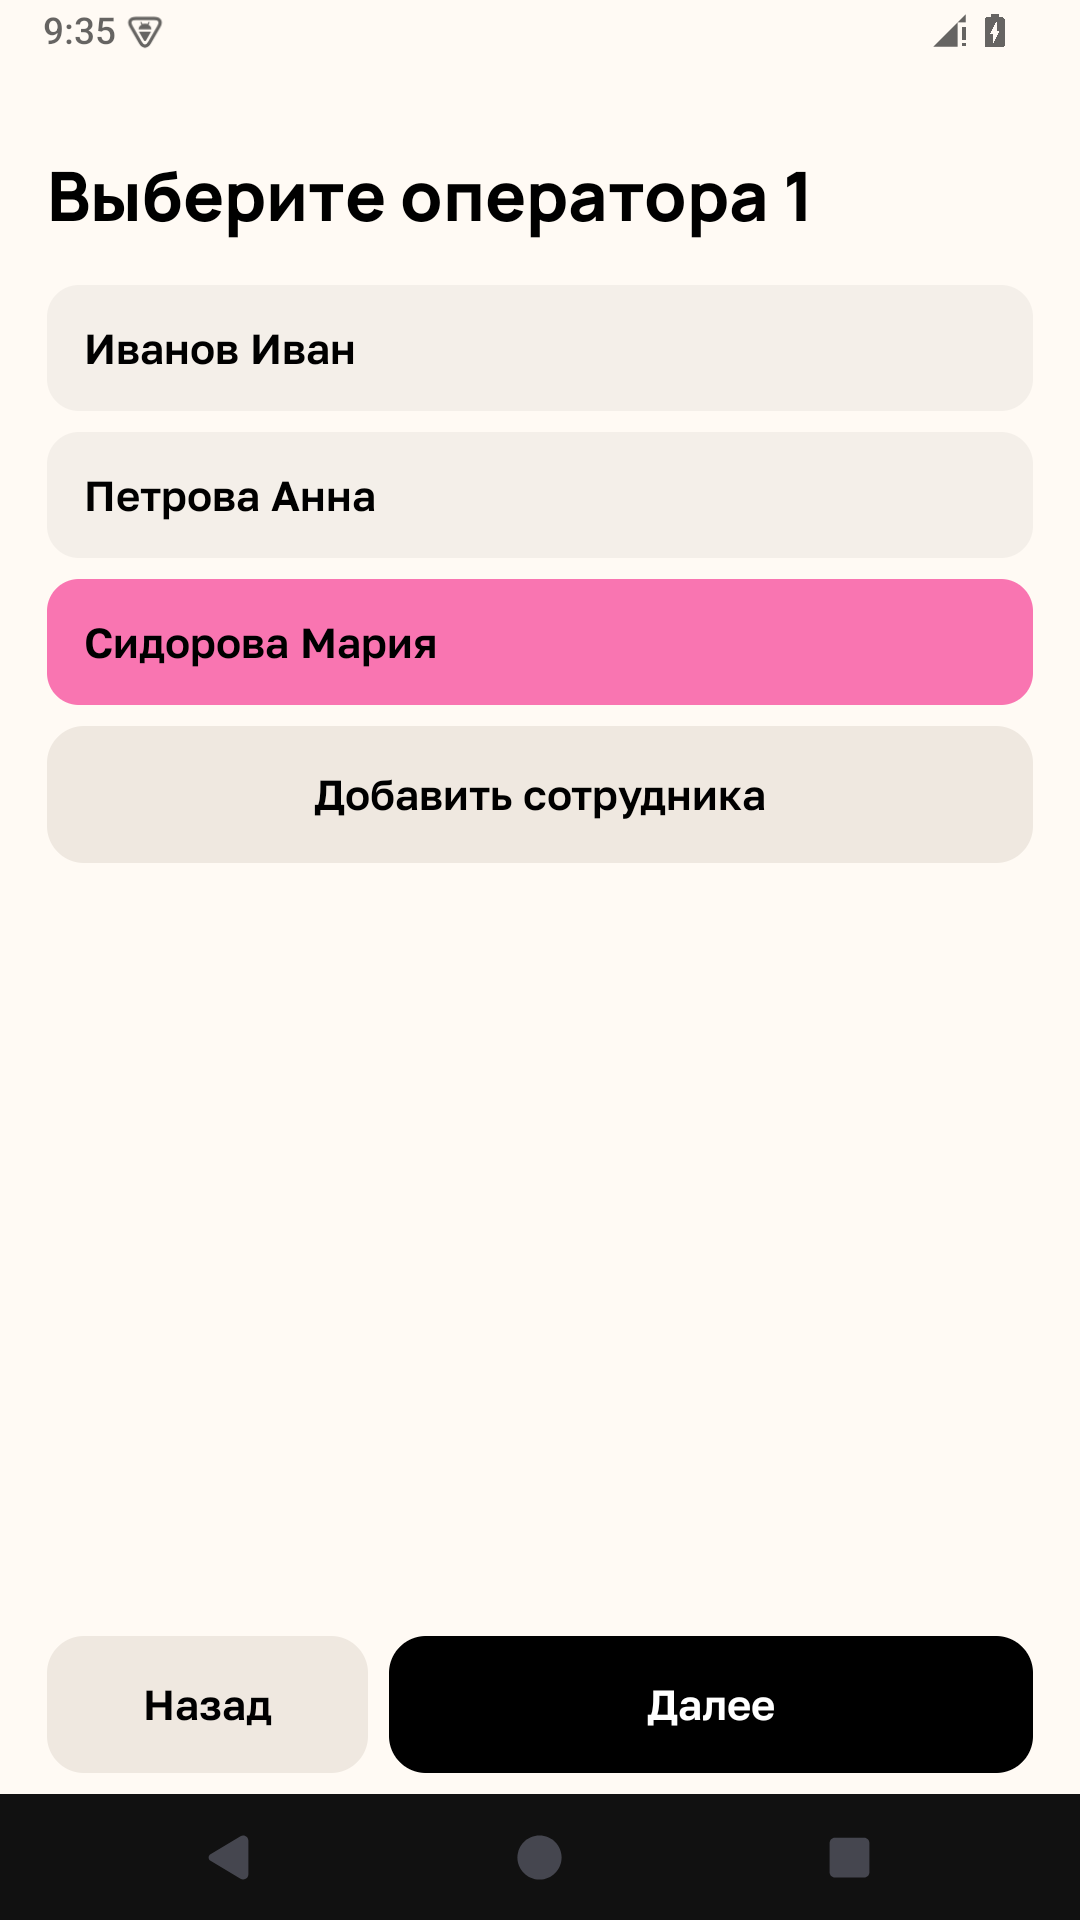 9:35
Выберите оператора 1
Иванов Иван
Петрова Анна
Сидорова Мария
Добавить сотрудника
Назад
Далее